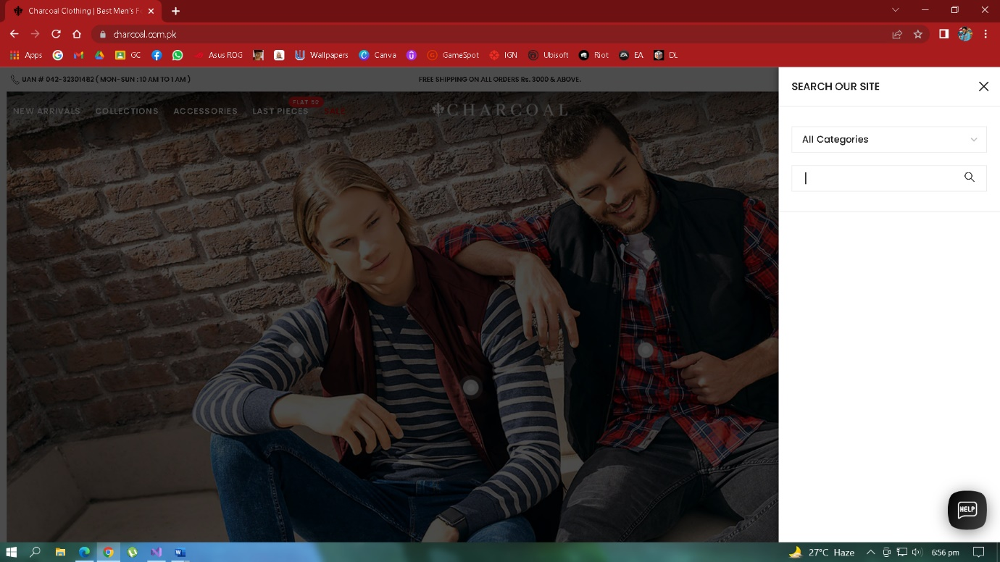 Charcoal Clothing | Best Men's F
charcoal.com.pk
Apps GC Asus ROG Wallpapers Canva GameSpot IGN Ubisoft Riot EA DL
UAN # 042-32301482 ( MON-SUN : 10 AM TO 1 AM )
FREE SHIPPING ON ALL ORDERS Rs. 3000 & ABOVE.
SEARCH OUR SITE
FLAT 55
NEW ARRIVALS COLLECTIONS ACCESSORIES LAST PIECES SALE
CHARCOAL
All Categories
HELP
27°C Haze
6:56 pm